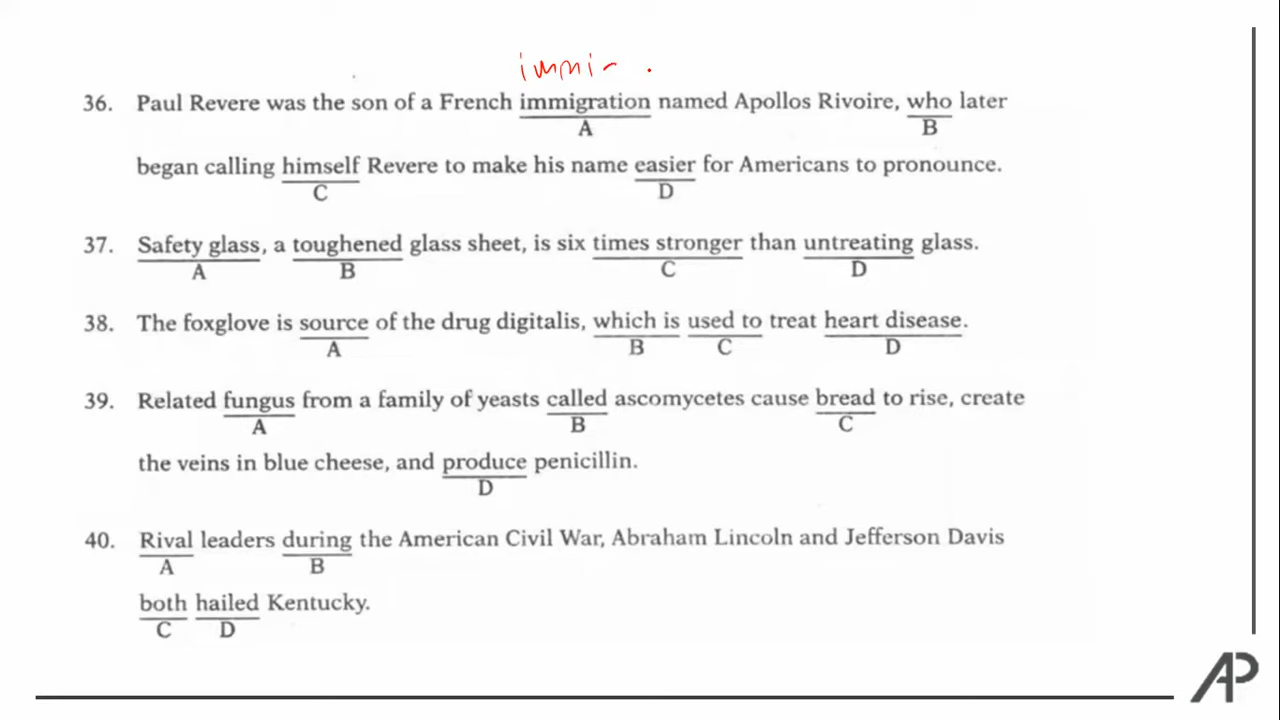 immi-
36. Paul Revere was the son of a French immigration named Apollos Rivoire, who later
A
B
began calling himself Revere to make his name easier for Americans to pronounce.
C
D
37. Safety glass, a toughened glass sheet, is six times stronger than untreating glass.
A
B
C
D
38. The foxglove is source of the drug digitalis, which is used to treat heart disease.
A
B
C
D
39. Related fungus from a family of yeasts called ascomycetes cause bread to rise, create
A
B
C
the veins in blue cheese, and produce penicillin.
D
40. Rival leaders during the American Civil War, Abraham Lincoln and Jefferson Davis
A
B
both hailed Kentucky.
C
D
AP